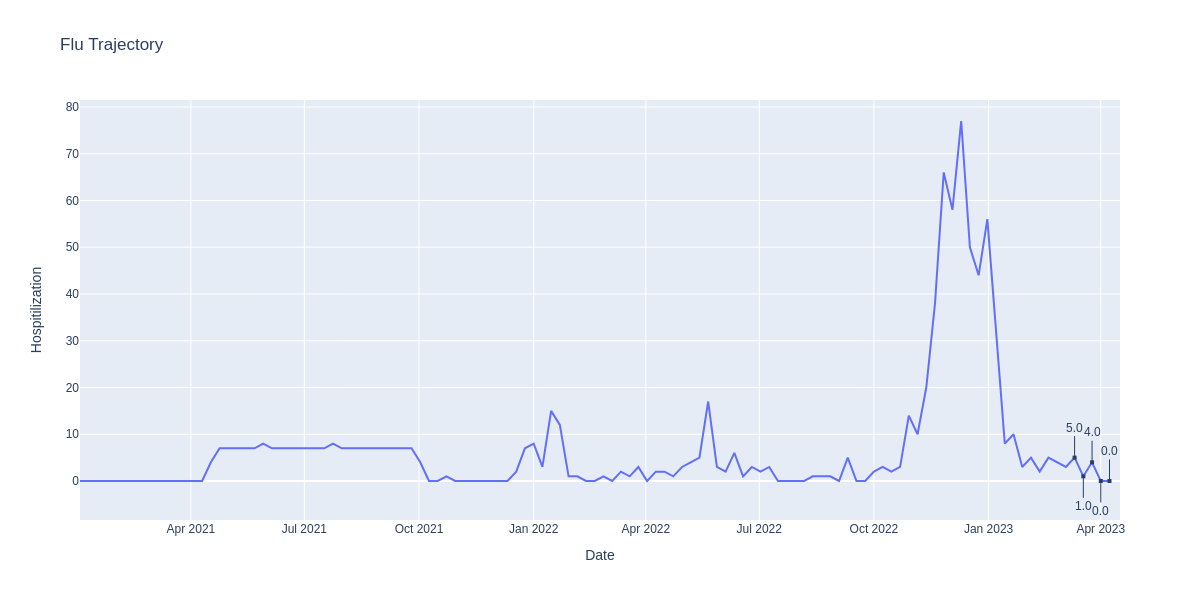 Flu Trajectory
80
70
60
50
40
30
20
10
0
Hospitilization
5.0
4.0
0.0
1.0
0.0
Apr 2021
Jul 2021
Oct 2021
Jan 2022
Apr 2022
Jul 2022
Oct 2022
Jan 2023
Apr 2023
Date